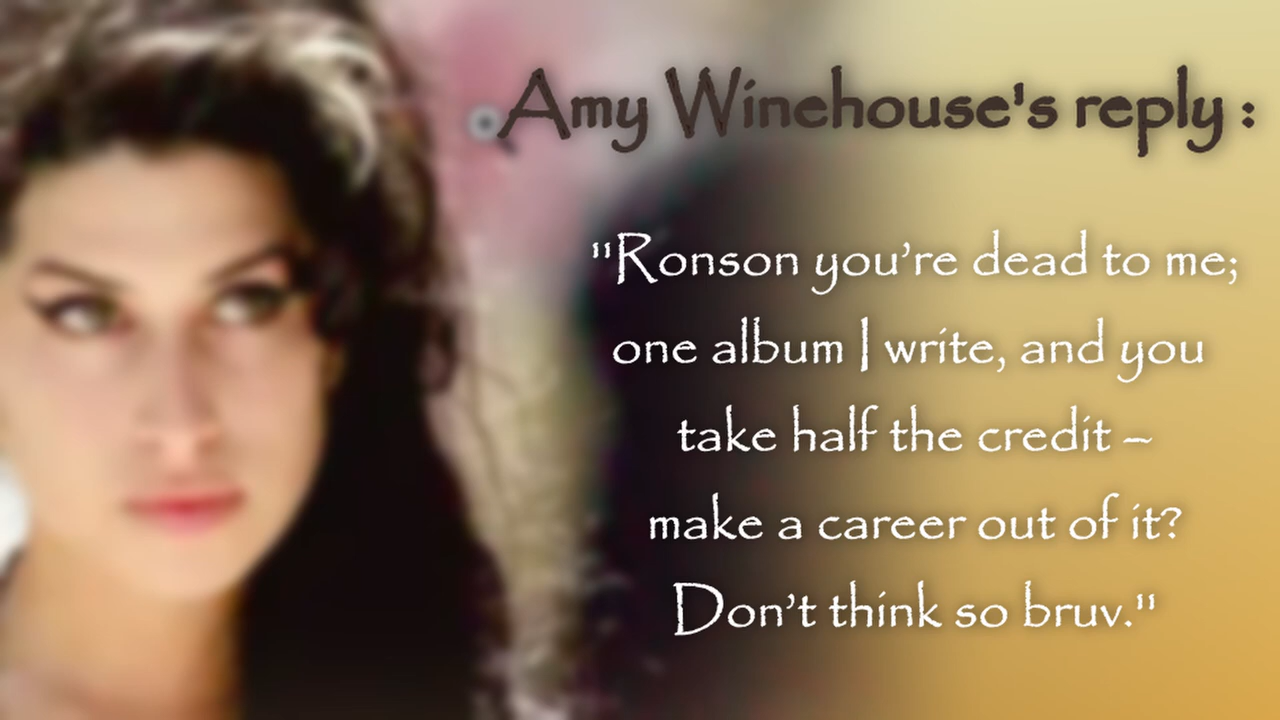 Amy Winehouse's reply :
"Ronson you’re dead to me;
one album I write, and you
take half the credit –
make a career out of it?
Don’t think so bruv."